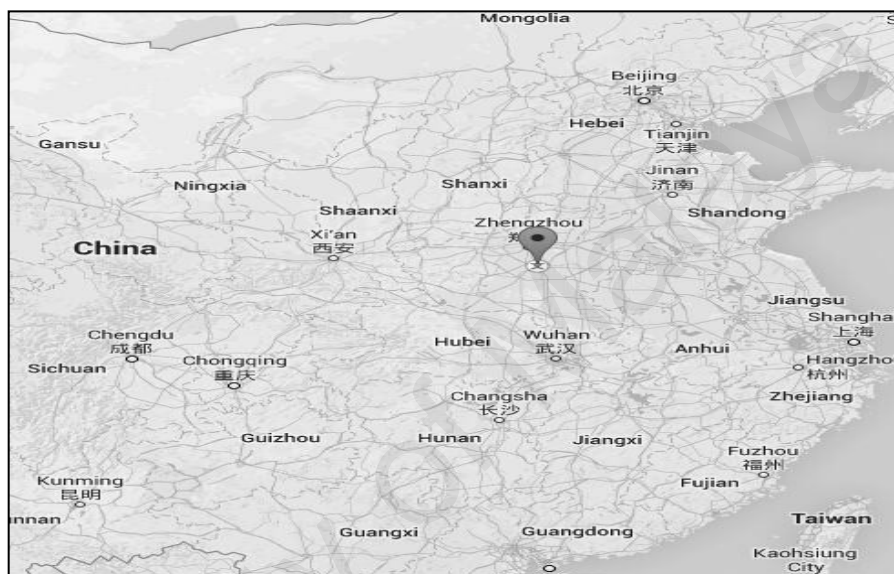 Mongolia
Beijing
北京
Hebei
Tianjin
天津
Gansu
Jinan
济南
Ningxia
Shanxi
Shaanxi
Shandong
Zhengzhou
Xi'an
西安
China
Jiangsu
Shangha
上海
Chengdu
成都
Hubei
Wuhan
武汉
Anhui
Sichuan
Chongqing
重庆
Hangzho
杭州
Changsha
长沙
Zhejiang
Guizhou
Hunan
Jiangxi
Fuzhou
福州
Kunming
昆明
Fujian
unnan
Guangxi
Guangdong
Taiwan
Kaohsiung
City